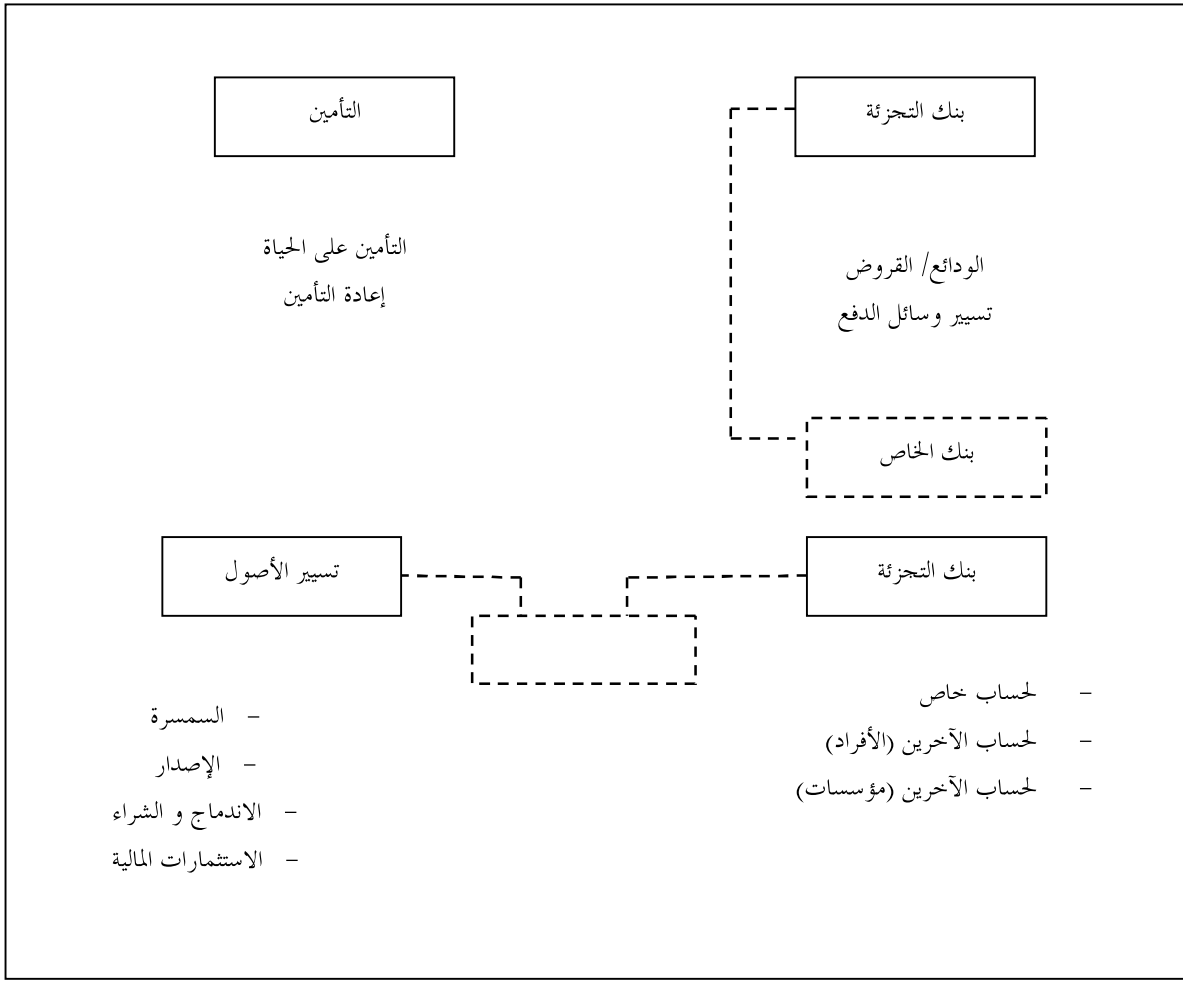 بنك التجزئة
التأمين
الودائع/ القروض
تسيير وسائل الدفع
التأمين على الحياة
إعادة التأمين
بنك الخاص
بنك التجزئة
تسيير الأصول
- لحساب خاص
- لحساب الآخرين (الأفراد)
- لحساب الآخرين (مؤسسات)
- السمسرة
- الإصدار
- الاندماج و الشراء
- الاستثمارات المالية